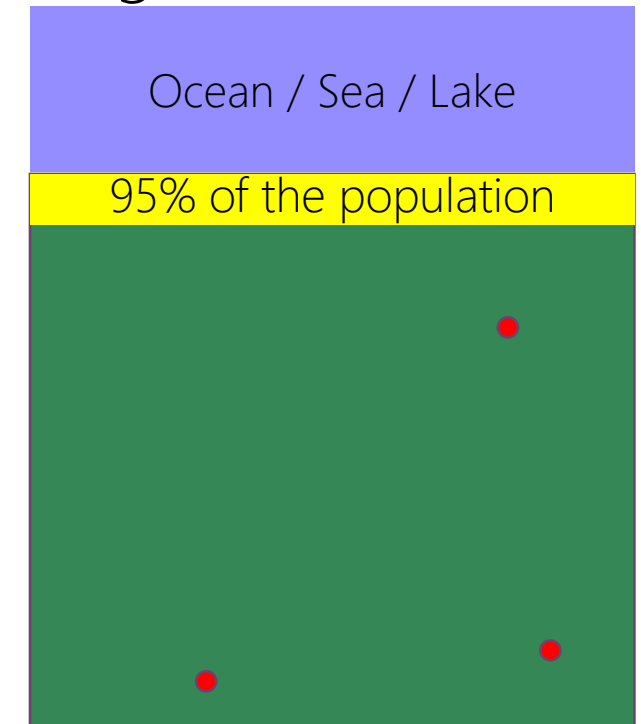 Ocean / Sea / Lake
95% of the population